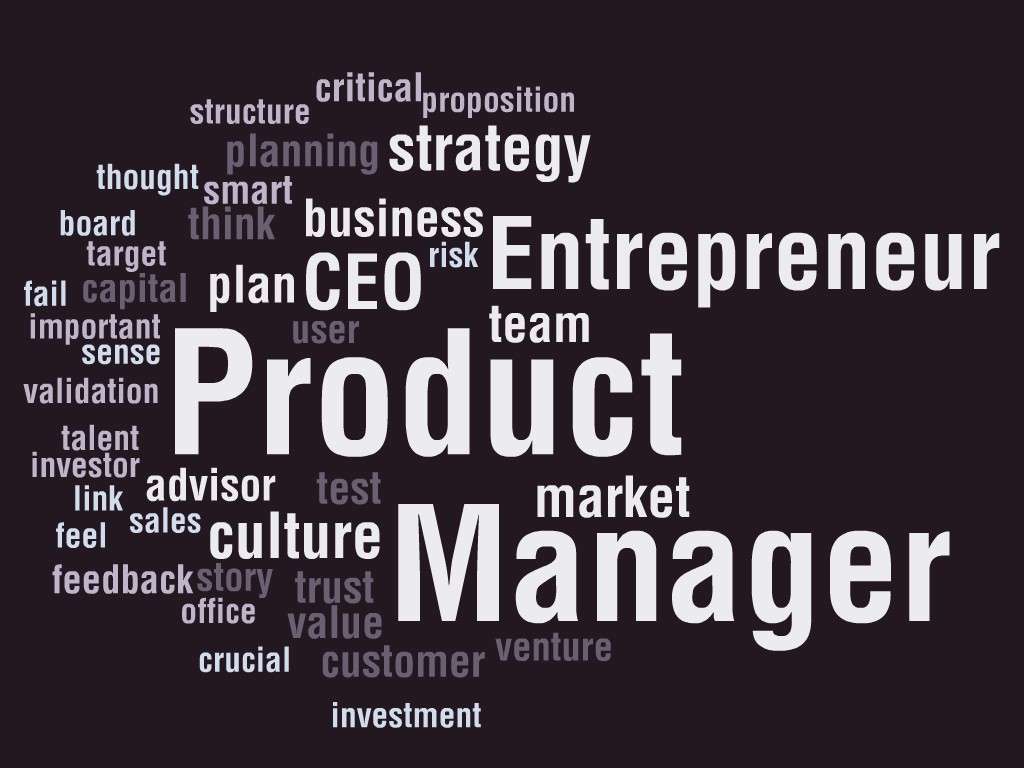 critical
proposition
structure
planning
strategy
thought
smart
think
business
board
Entrepreneur
target
risk
CEO
plan
capital
fail
important
user
team
sense
Product
validation
talent
investor
advisor
test
link
market
sales
culture
feel
Manager
feedback
story
trust
office
value
venture
crucial
customer
investment